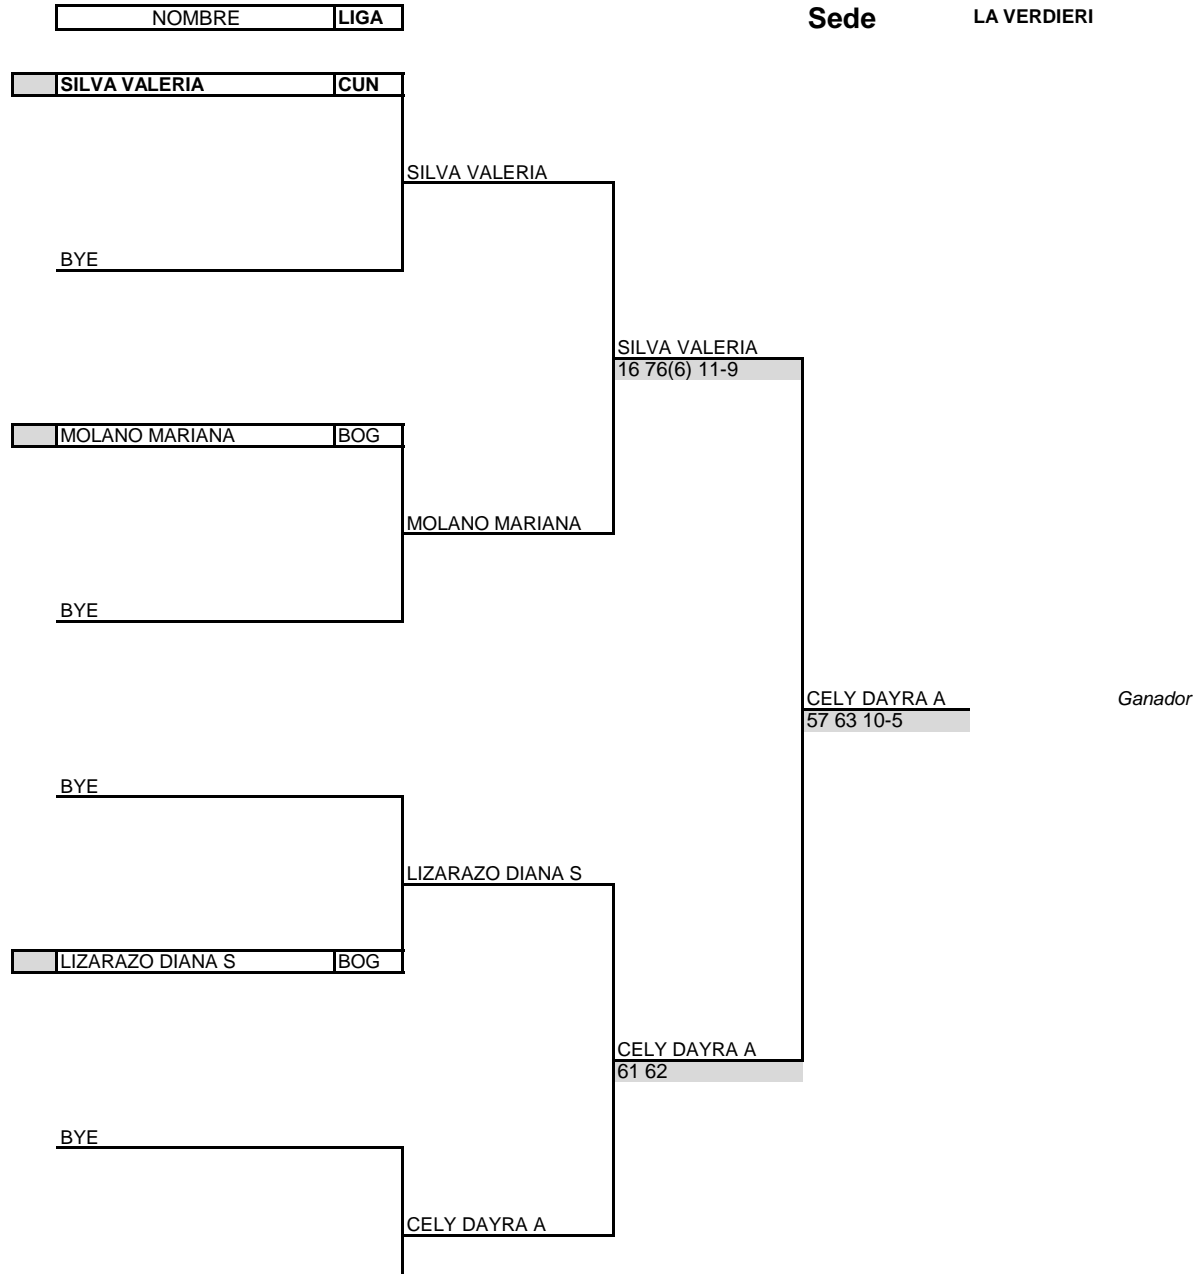 NOMBRE LIGA Sede LA VERDIERI
SILVA VALERIA CUN
SILVA VALERIA
BYE
SILVA VALERIA
16 76(6) 11-9
MOLANO MARIANA BOG
MOLANO MARIANA
BYE
CELY DAYRA A Ganador
57 63 10-5
BYE
LIZARAZO DIANA S
LIZARAZO DIANA S BOG
CELY DAYRA A
61 62
BYE
CELY DAYRA A